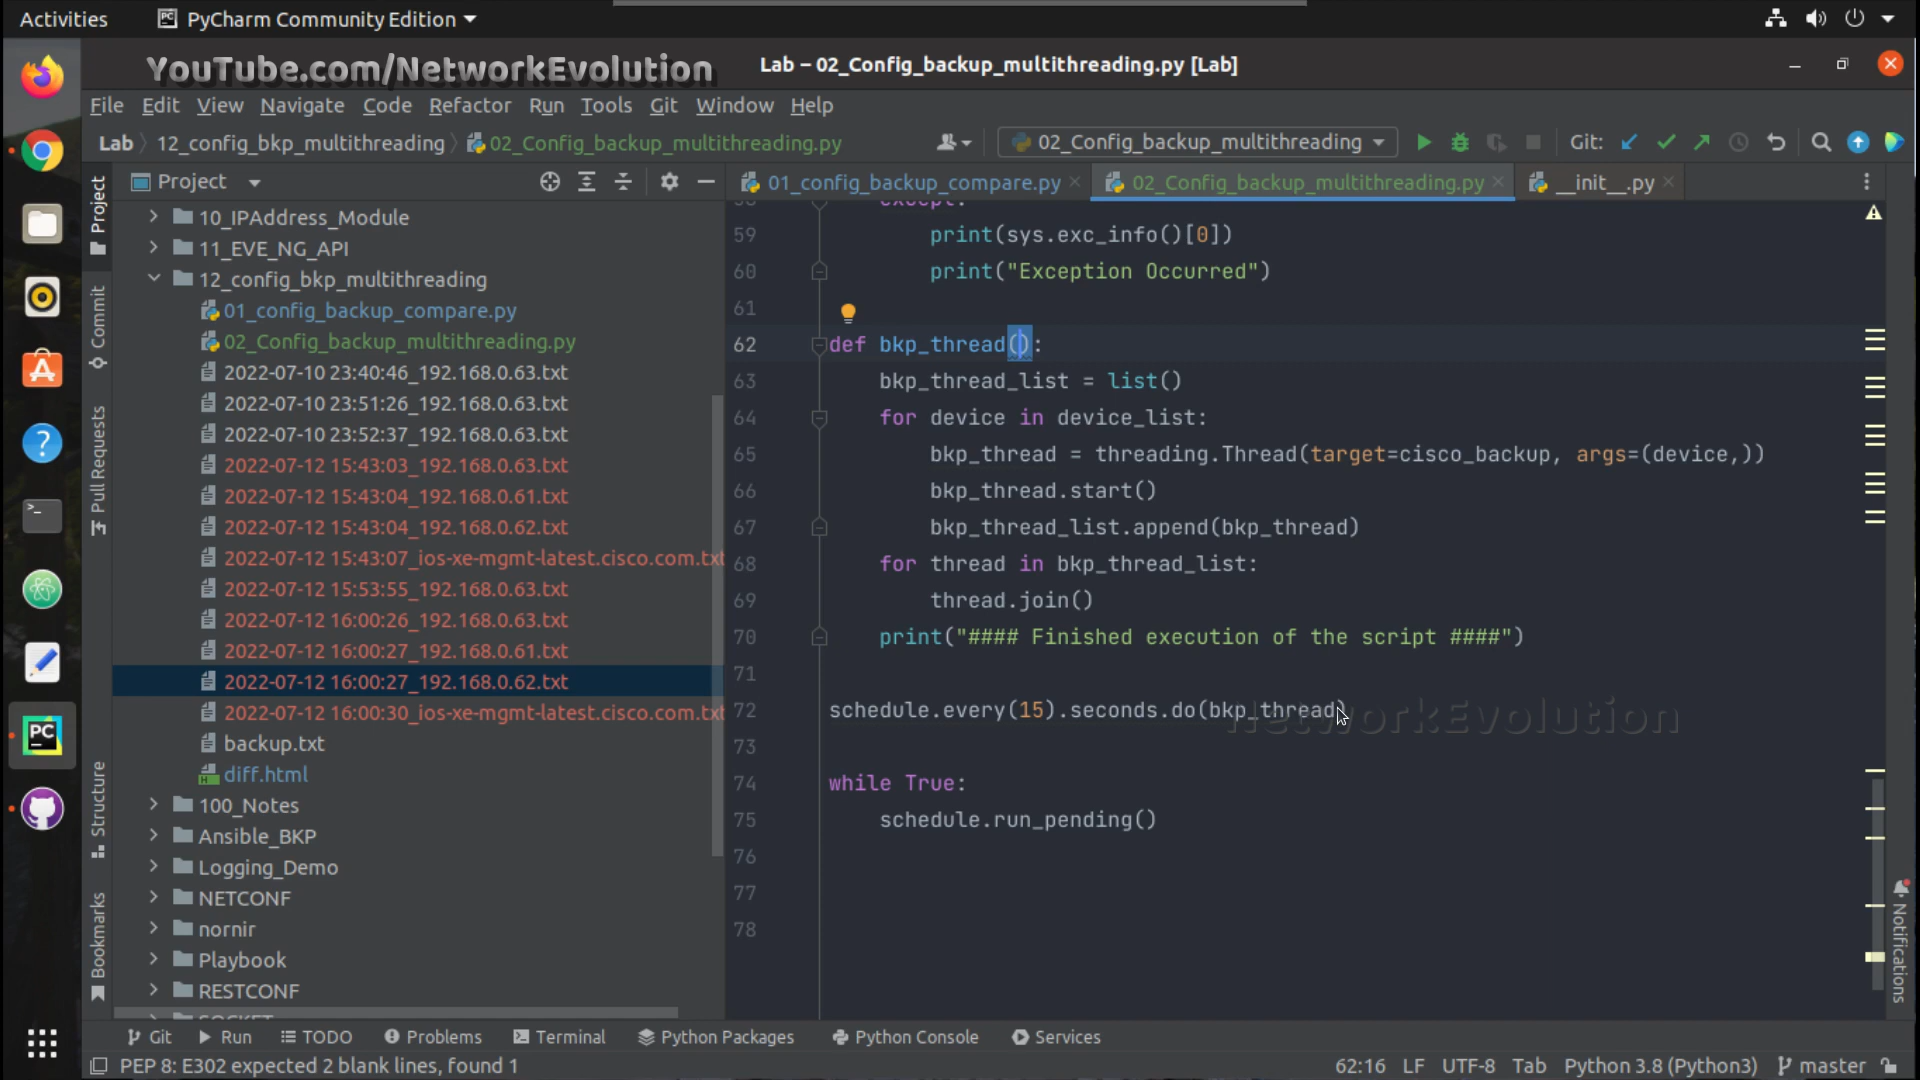 Activities
PyCharm Community Edition
YouTube.com/NetworkEvolution
Lab – 02_Config_backup_multithreading.py [Lab]
File Edit View Navigate Code Refactor Run Tools Git Window Help
Lab 12_config_bkp_multithreading 02_Config_backup_multithreading.py
02_Config_backup_multithreading
Git:
Project
01_config_backup_compare.py
02_Config_backup_multithreading.py
__init__.py
Project
Commit
Pull Requests
Structure
Bookmarks
10_IPAddress_Module
11_EVE_NG_API
12_config_bkp_multithreading
01_config_backup_compare.py
02_Config_backup_multithreading.py
2022-07-10 23:40:46_192.168.0.63.txt
2022-07-10 23:51:26_192.168.0.63.txt
2022-07-10 23:52:37_192.168.0.63.txt
2022-07-12 15:43:03_192.168.0.63.txt
2022-07-12 15:43:04_192.168.0.61.txt
2022-07-12 15:43:04_192.168.0.62.txt
2022-07-12 15:43:07_ios-xe-mgmt-latest.cisco.com.txt
2022-07-12 15:53:55_192.168.0.63.txt
2022-07-12 16:00:26_192.168.0.63.txt
2022-07-12 16:00:27_192.168.0.61.txt
2022-07-12 16:00:27_192.168.0.62.txt
2022-07-12 16:00:30_ios-xe-mgmt-latest.cisco.com.txt
backup.txt
diff.html
100_Notes
Ansible_BKP
Logging_Demo
NETCONF
nornir
Playbook
RESTCONF
SOCKET
58 except:
59 print(sys.exc_info()[0])
60 print("Exception Occurred")
61
62 def bkp_thread():
63 bkp_thread_list = list()
64 for device in device_list:
65 bkp_thread = threading.Thread(target=cisco_backup, args=(device,))
66 bkp_thread.start()
67 bkp_thread_list.append(bkp_thread)
68 for thread in bkp_thread_list:
69 thread.join()
70 print("#### Finished execution of the script ####")
71
72 schedule.every(15).seconds.do(bkp_thread)
NetworkEvolution
73
74 while True:
75 schedule.run_pending()
76
77
78
Notifications
Git Run TODO Problems Terminal Python Packages Python Console Services
PEP 8: E302 expected 2 blank lines, found 1
62:16 LF UTF-8 Tab Python 3.8 (Python3) master